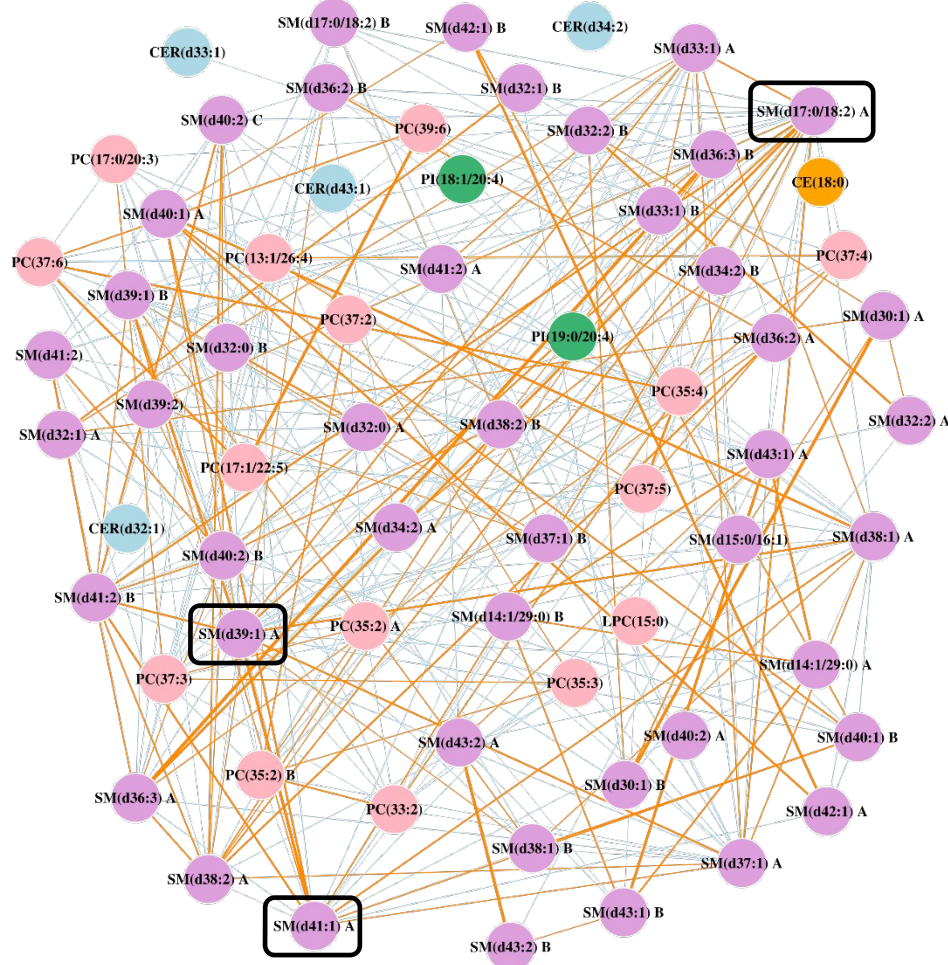 SM(d17:0/18:2) B
SM(d42:1) B
CER(d34:2)
CER(d33:1)
SM(d33:1) A
SM(d36:2) B
SM(d32:1) B
SM(d17:0/18:2) A
SM(d40:2) C
PC(39:6)
SM(d32:2) B
SM(d36:3) B
PC(17:0/20:3)
CER(d43:1)
PI(18:1/20:4)
CE(18:0)
SM(d40:1) A
SM(d33:1) B
PC(37:6)
PC(13:1/26:4)
SM(d41:2) A
SM(d34:2) B
PC(37:4)
SM(d39:1) B
PC(37:2)
SM(d30:1) A
PI(19:0/20:4)
SM(d36:2) A
SM(d41:2)
SM(d32:0) B
PC(35:4)
SM(d39:2)
SM(d32:1) A
SM(d32:0) A
SM(d38:2) B
SM(d32:2) A
PC(17:1/22:5)
SM(d43:1) A
PC(37:5)
CER(d32:1)
SM(d34:2) A
SM(d37:1) B
SM(d15:0/16:1)
SM(d38:1) A
SM(d40:2) B
SM(d41:2) B
SM(d39:1) A
PC(35:2) A
SM(d14:1/29:0) B
LPC(15:0)
SM(d14:1/29:0) A
PC(37:3)
PC(35:3)
SM(d43:2) A
SM(d40:2) A
SM(d40:1) B
PC(35:2) B
SM(d30:1) B
SM(d36:3) A
PC(33:2)
SM(d42:1) A
SM(d38:1) B
SM(d37:1) A
SM(d38:2) A
SM(d43:1) B
SM(d41:1) A
SM(d43:2) B